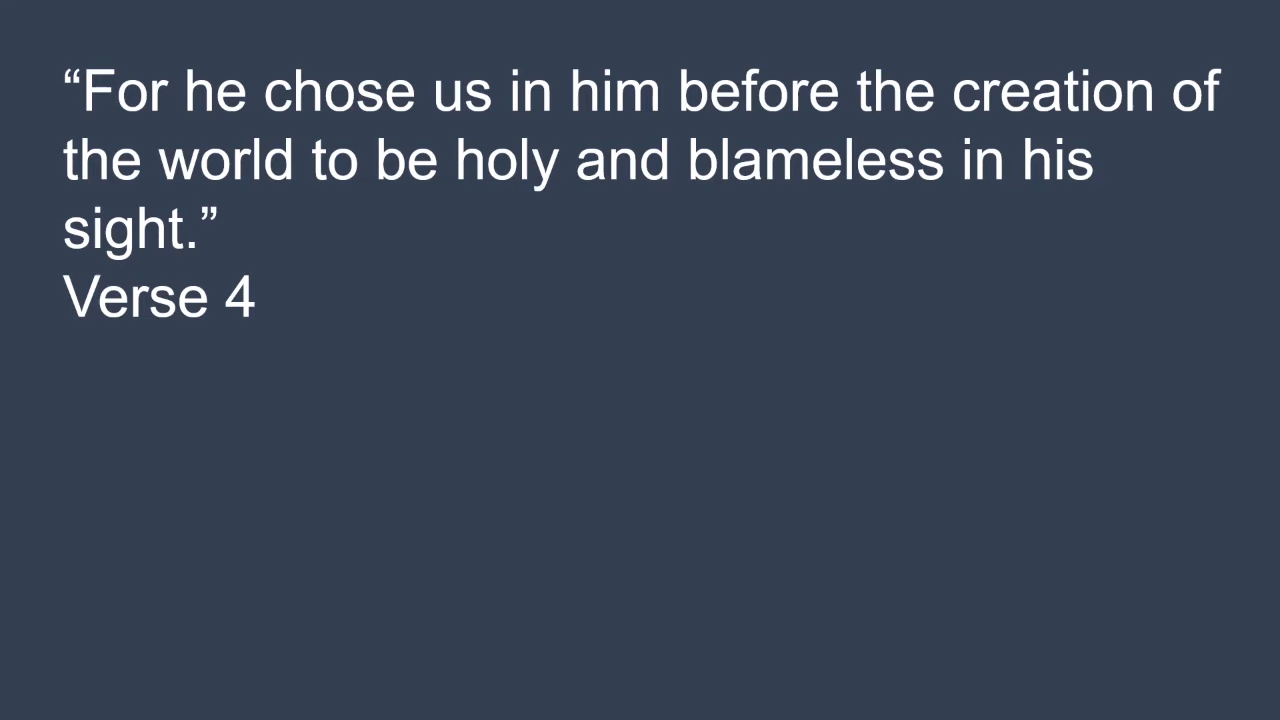 “For he chose us in him before the creation of
the world to be holy and blameless in his
sight.”
Verse 4